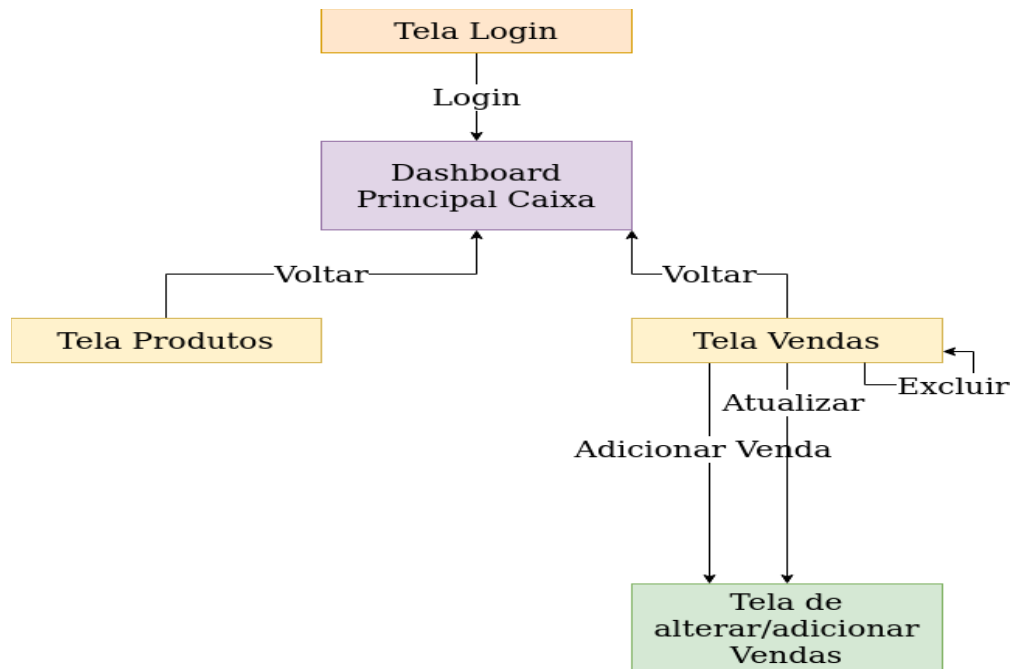 Tela Login
Login
Dashboard
Principal Caixa
Voltar
Voltar
Tela Produtos
Tela Vendas
Excluir
Atualizar
Adicionar Venda
Tela de
alterar/adicionar
Vendas